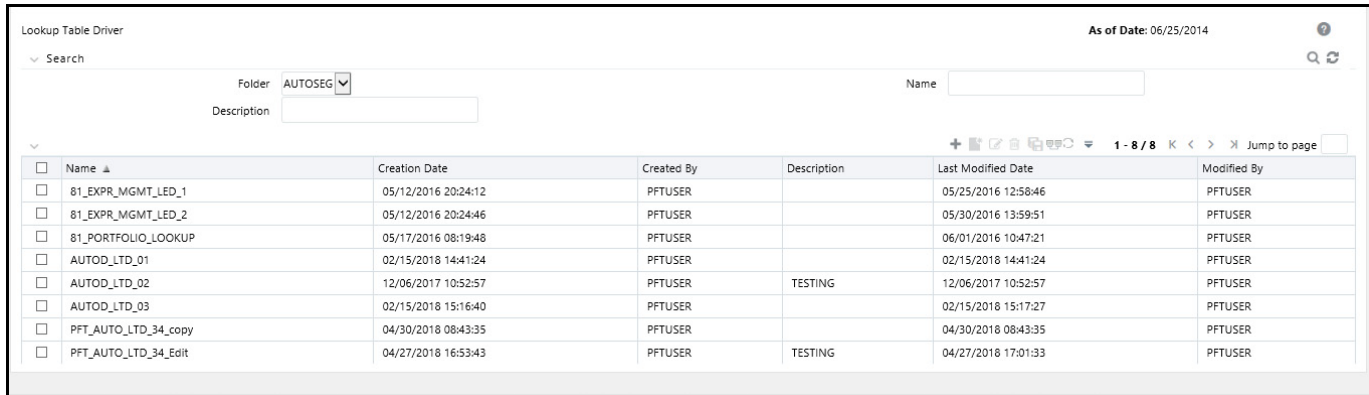 Lookup Table Driver As of Date: 06/25/2014
Search
Folder AUTOSEG Name
Description
1 - 8 / 8 Jump to page
Name Creation Date Created By Description Last Modified Date Modified By
81_EXPR_MGMT_LED_1 05/12/2016 20:24:12 PFTUSER 05/25/2016 12:58:46 PFTUSER
81_EXPR_MGMT_LED_2 05/12/2016 20:24:46 PFTUSER 05/30/2016 13:59:51 PFTUSER
81_PORTFOLIO_LOOKUP 05/17/2016 08:19:48 PFTUSER 06/01/2016 10:47:21 PFTUSER
AUTOD_LTD_01 02/15/2018 14:41:24 PFTUSER 02/15/2018 14:41:24 PFTUSER
AUTOD_LTD_02 12/06/2017 10:52:57 PFTUSER TESTING 12/06/2017 10:52:57 PFTUSER
AUTOD_LTD_03 02/15/2018 15:16:40 PFTUSER 02/15/2018 15:17:27 PFTUSER
PFT_AUTO_LTD_34_copy 04/30/2018 08:43:35 PFTUSER 04/30/2018 08:43:35 PFTUSER
PFT_AUTO_LTD_34_Edit 04/27/2018 16:53:43 PFTUSER TESTING 04/27/2018 17:01:33 PFTUSER